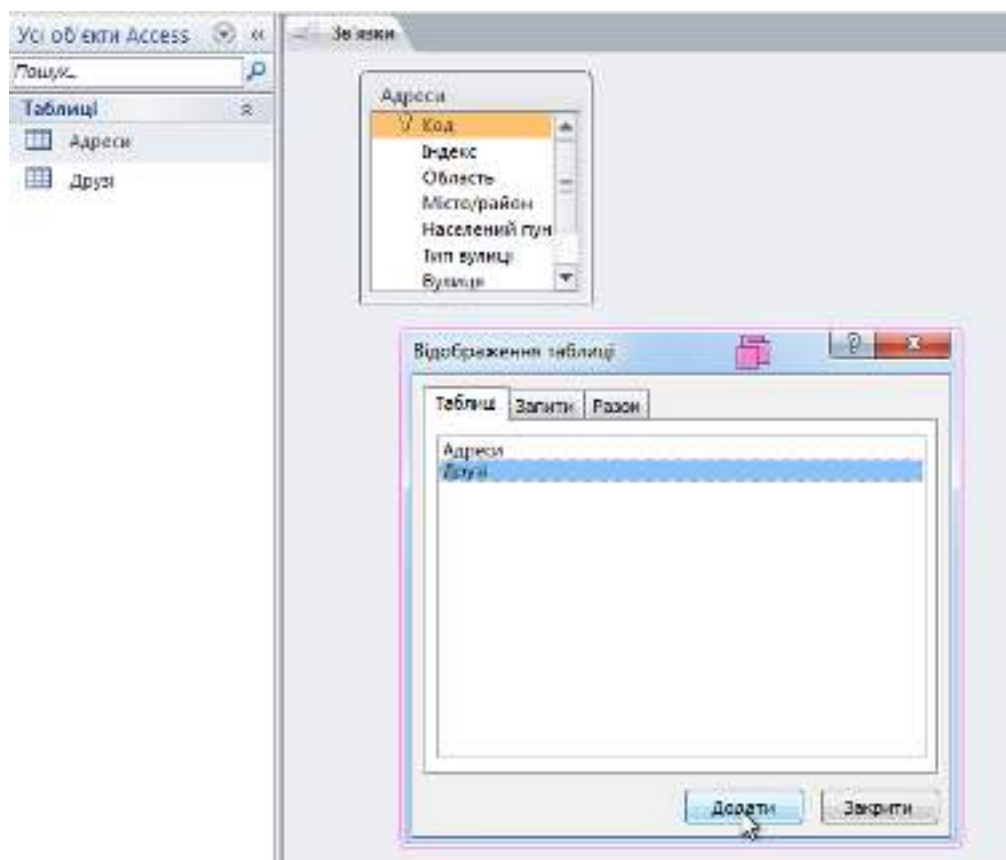 Усі об'єкти Access
Пошук...
Таблиці
Адреси
Друзі
Зв'язки
Адреси
Код
Індекс
Область
Місто/район
Населений пун
Тип вулиці
Вулиця
Відображення таблиці
Таблиці Запити Разом
Адреси
Друзі
Додати Закрити